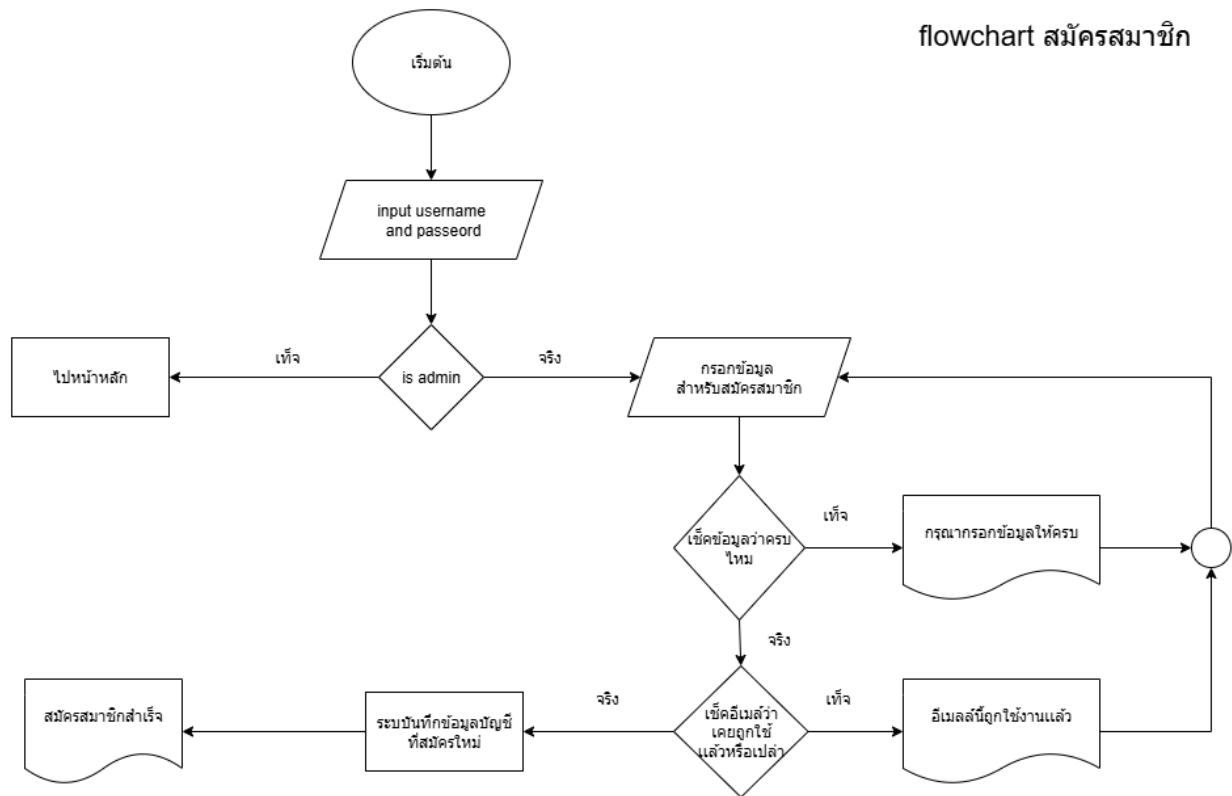 flowchart สมัครสมาชิก
เริ่มต้น
input username
and passeord
เท็จ
จริง
ไปหน้าหลัก
is admin
กรอกข้อมูล
สำหรับสมัครสมาชิก
เช็คข้อมูลว่าครบ
ไหม
เท็จ
กรุณากรอกข้อมูลให้ครบ
จริง
สมัครสมาชิกสำเร็จ
ระบบันทึกข้อมูลบัญชี
ที่สมัครใหม่
จริง
เช็คอีเมล์ว่า
เคยถูกใช้
แล้วหรือเปล่า
เท็จ
อีเมลล์นี้ถูกใช้งานแล้ว